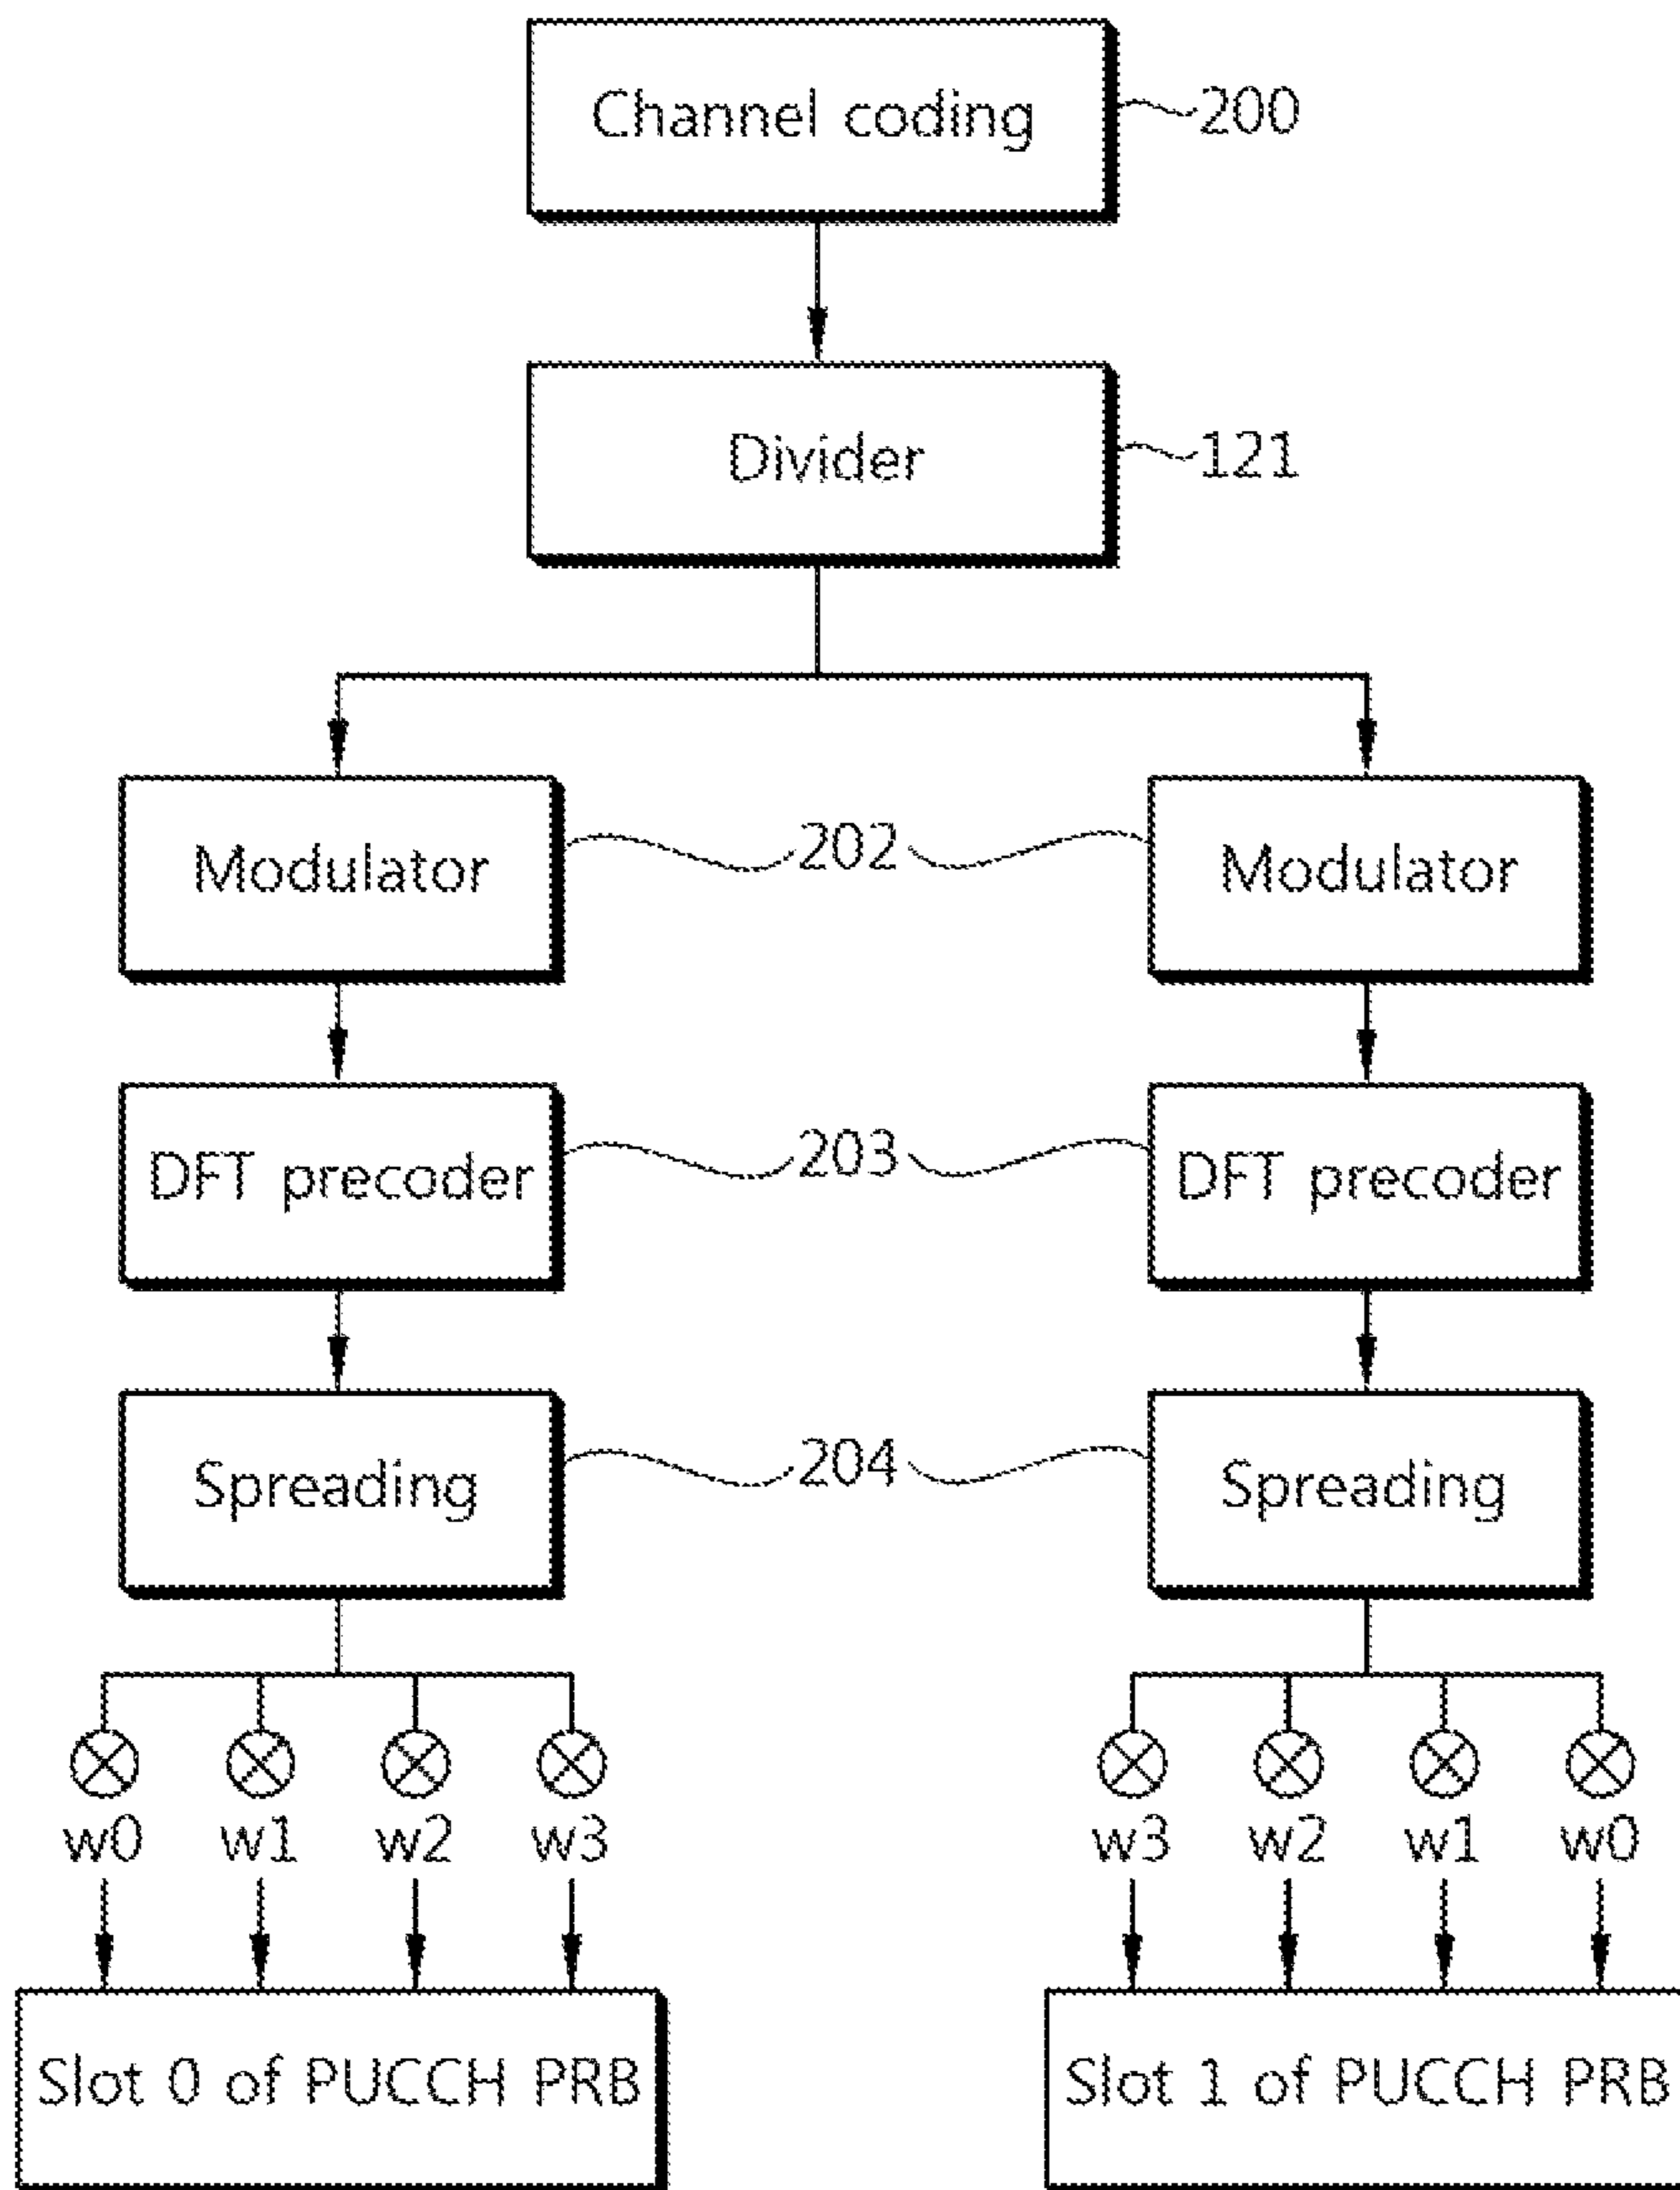 Channel coding 200
Divider 121
Modulator 202 Modulator
DFT precoder 203 DFT precoder
Spreading 204 Spreading
w0 w1 w2 w3 w3 w2 w1 w0
Slot 0 of PUCCH PRB Slot 1 of PUCCH PRB